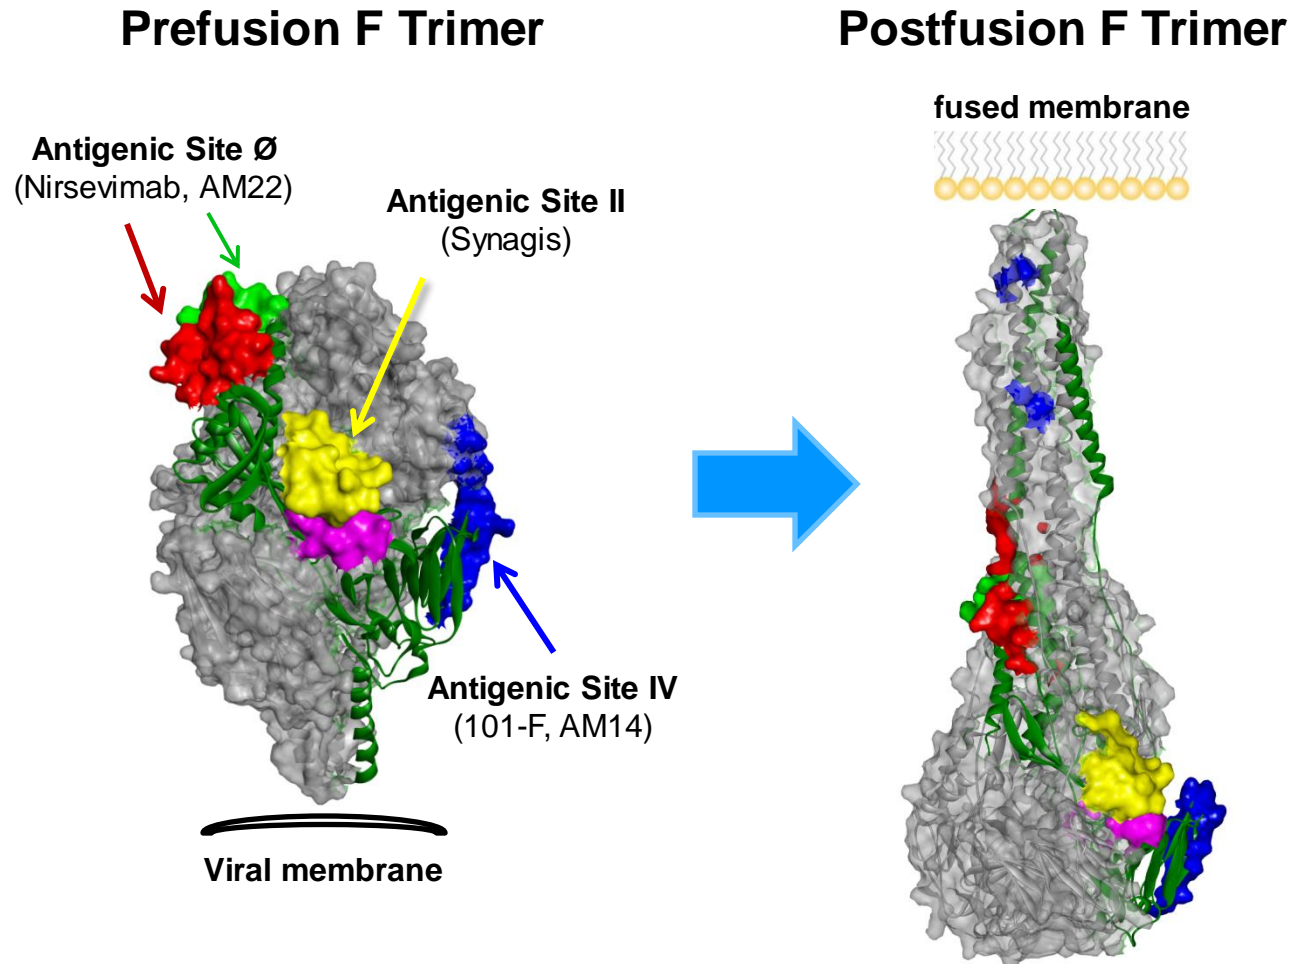 Prefusion F Trimer
Postfusion F Trimer
fused membrane
Antigenic Site Ø
(Nirsevimab, AM22)
Antigenic Site II
(Synagis)
Antigenic Site IV
(101-F, AM14)
Viral membrane